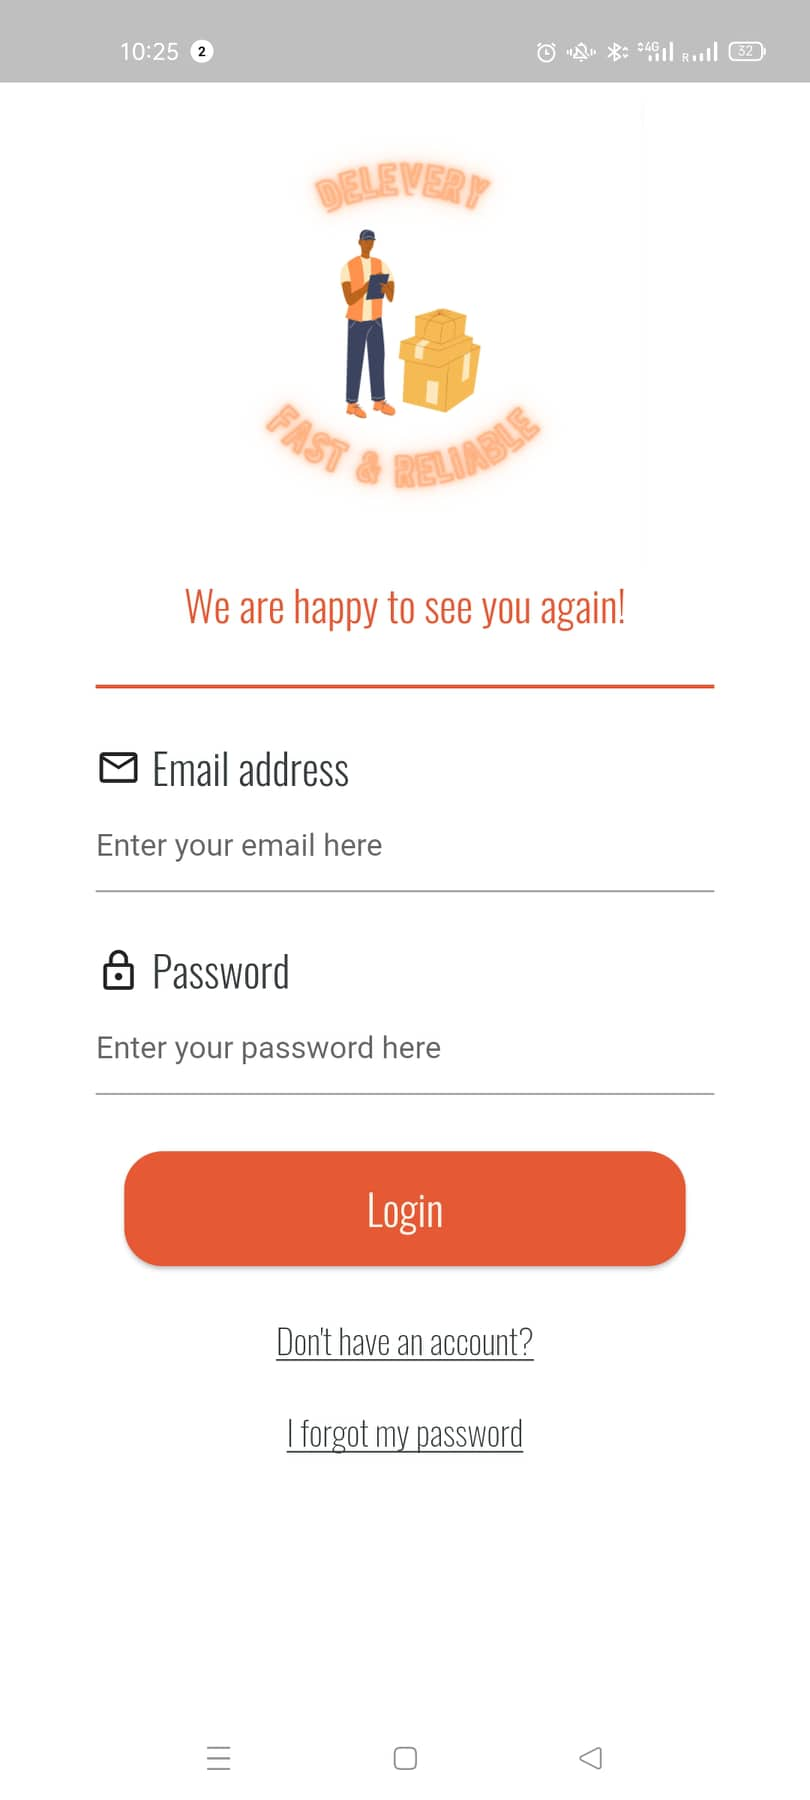 10:25 2
4G R 32
DELEVERY
FAST & RELIABLE
We are happy to see you again!
Email address
Enter your email here
Password
Enter your password here
Login
Don't have an account?
I forgot my password